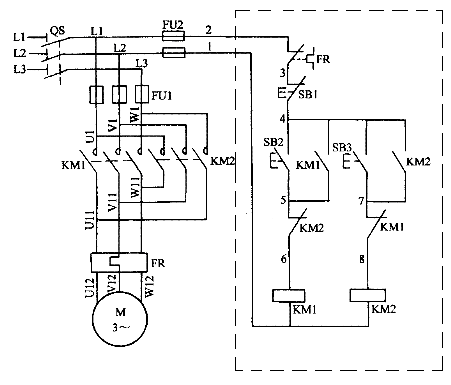 L1 QS L1 FU2 2
L2 L2 1
L3 L3
FR
3
FU1
SB1
4
U1 V1 W1
SB2 KM1 SB3 KM2
KM1 KM2
W11
V11
U11
5 7
KM2 KM1
6 8
FR
U12 V12 W12
KM1 KM2
M
3~